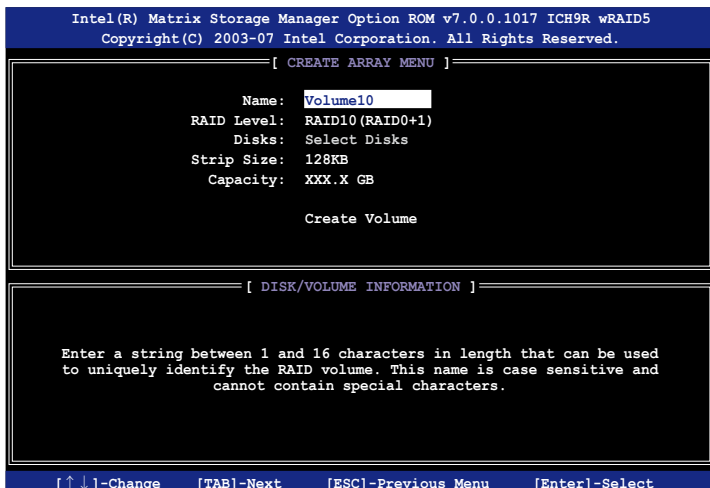 Intel(R) Matrix Storage Manager Option ROM v7.0.0.1017 ICH9R wRAID5
Copyright(C) 2003-07 Intel Corporation. All Rights Reserved.
[ CREATE ARRAY MENU ]
Name: Volume10
RAID Level: RAID10(RAID0+1)
Disks: Select Disks
Strip Size: 128KB
Capacity: XXX.X GB
Create Volume
[ DISK/VOLUME INFORMATION ]
Enter a string between 1 and 16 characters in length that can be used
to uniquely identify the RAID volume. This name is case sensitive and
cannot contain special characters.
[↑↓]-Change [TAB]-Next [ESC]-Previous Menu [Enter]-Select